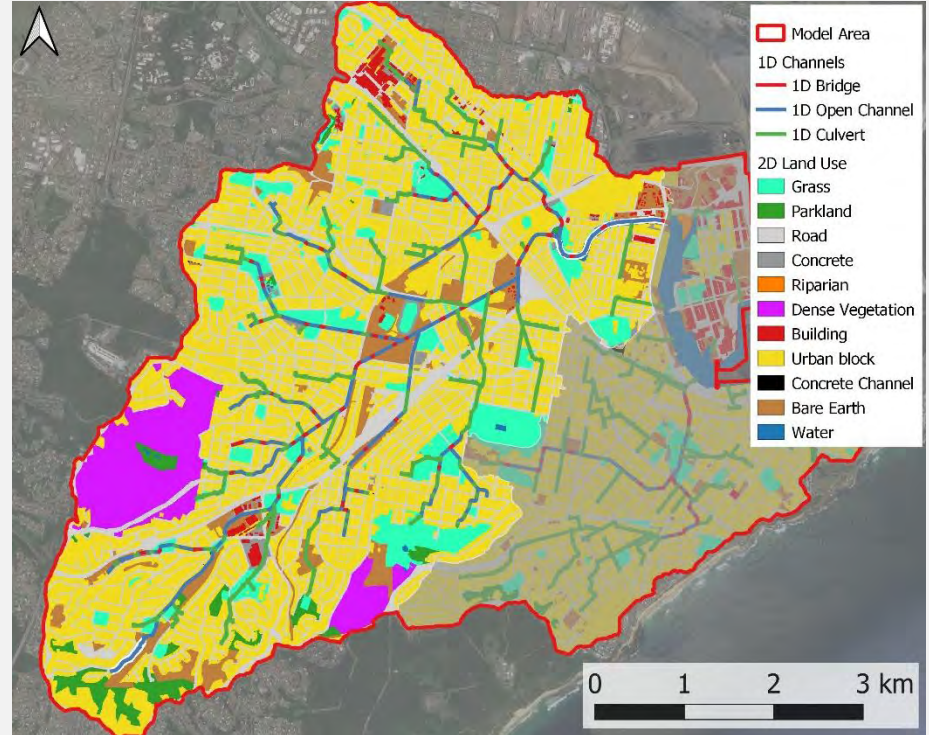 Model Area
1D Channels
1D Bridge
1D Open Channel
1D Culvert
2D Land Use
Grass
Parkland
Road
Concrete
Riparian
Dense Vegetation
Building
Urban block
Concrete Channel
Bare Earth
Water
0 1 2 3 km